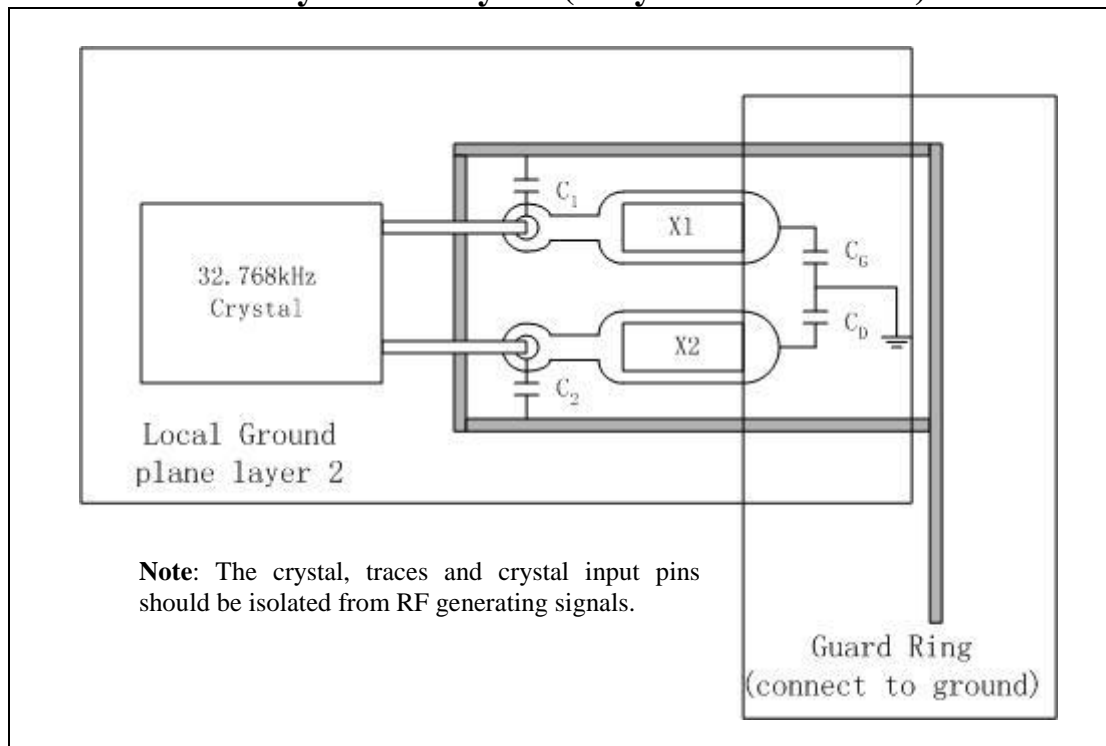 C1
X1
32.768kHz
Crystal
CG
X2
CD
C2
Local Ground
plane layer 2
Note: The crystal, traces and crystal input pins
should be isolated from RF generating signals.
Guard Ring
(connect to ground)